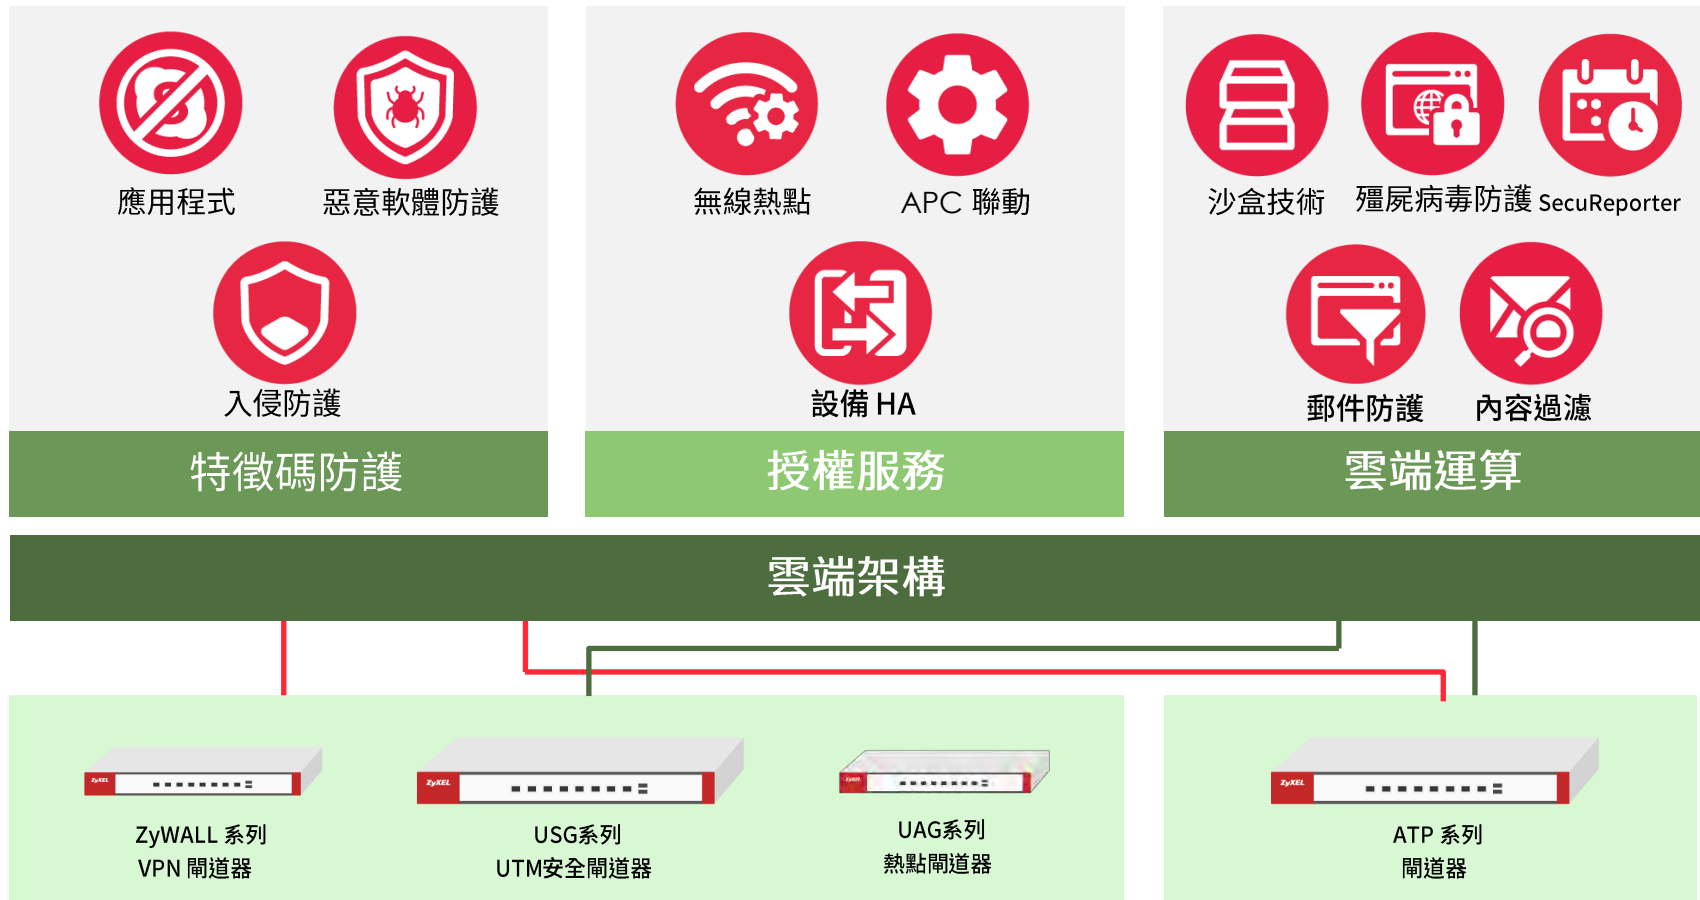 應用程式
惡意軟體防護
入侵防護
特徵碼防護
無線熱點
APC 聯動
設備 HA
授權服務
沙盒技術
殭屍病毒防護
SecuReporter
郵件防護
內容過濾
雲端運算
雲端架構
ZyXEL
ZyWALL 系列
VPN 閘道器
ZyXEL
USG系列
UTM安全閘道器
ZyXEL
UAG系列
熱點閘道器
ZyXEL
ATP 系列
閘道器